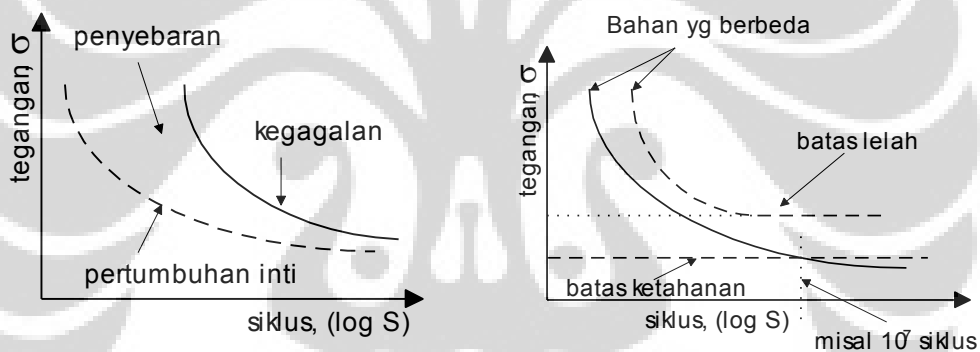 tegangan, σ
penyebaran
kegagalan
pertumbuhan inti
siklus, (log S)
Bahan yg berbeda
tegangan, σ
batas lelah
batas ketahanan
siklus, (log S)
misal 10⁷ siklus